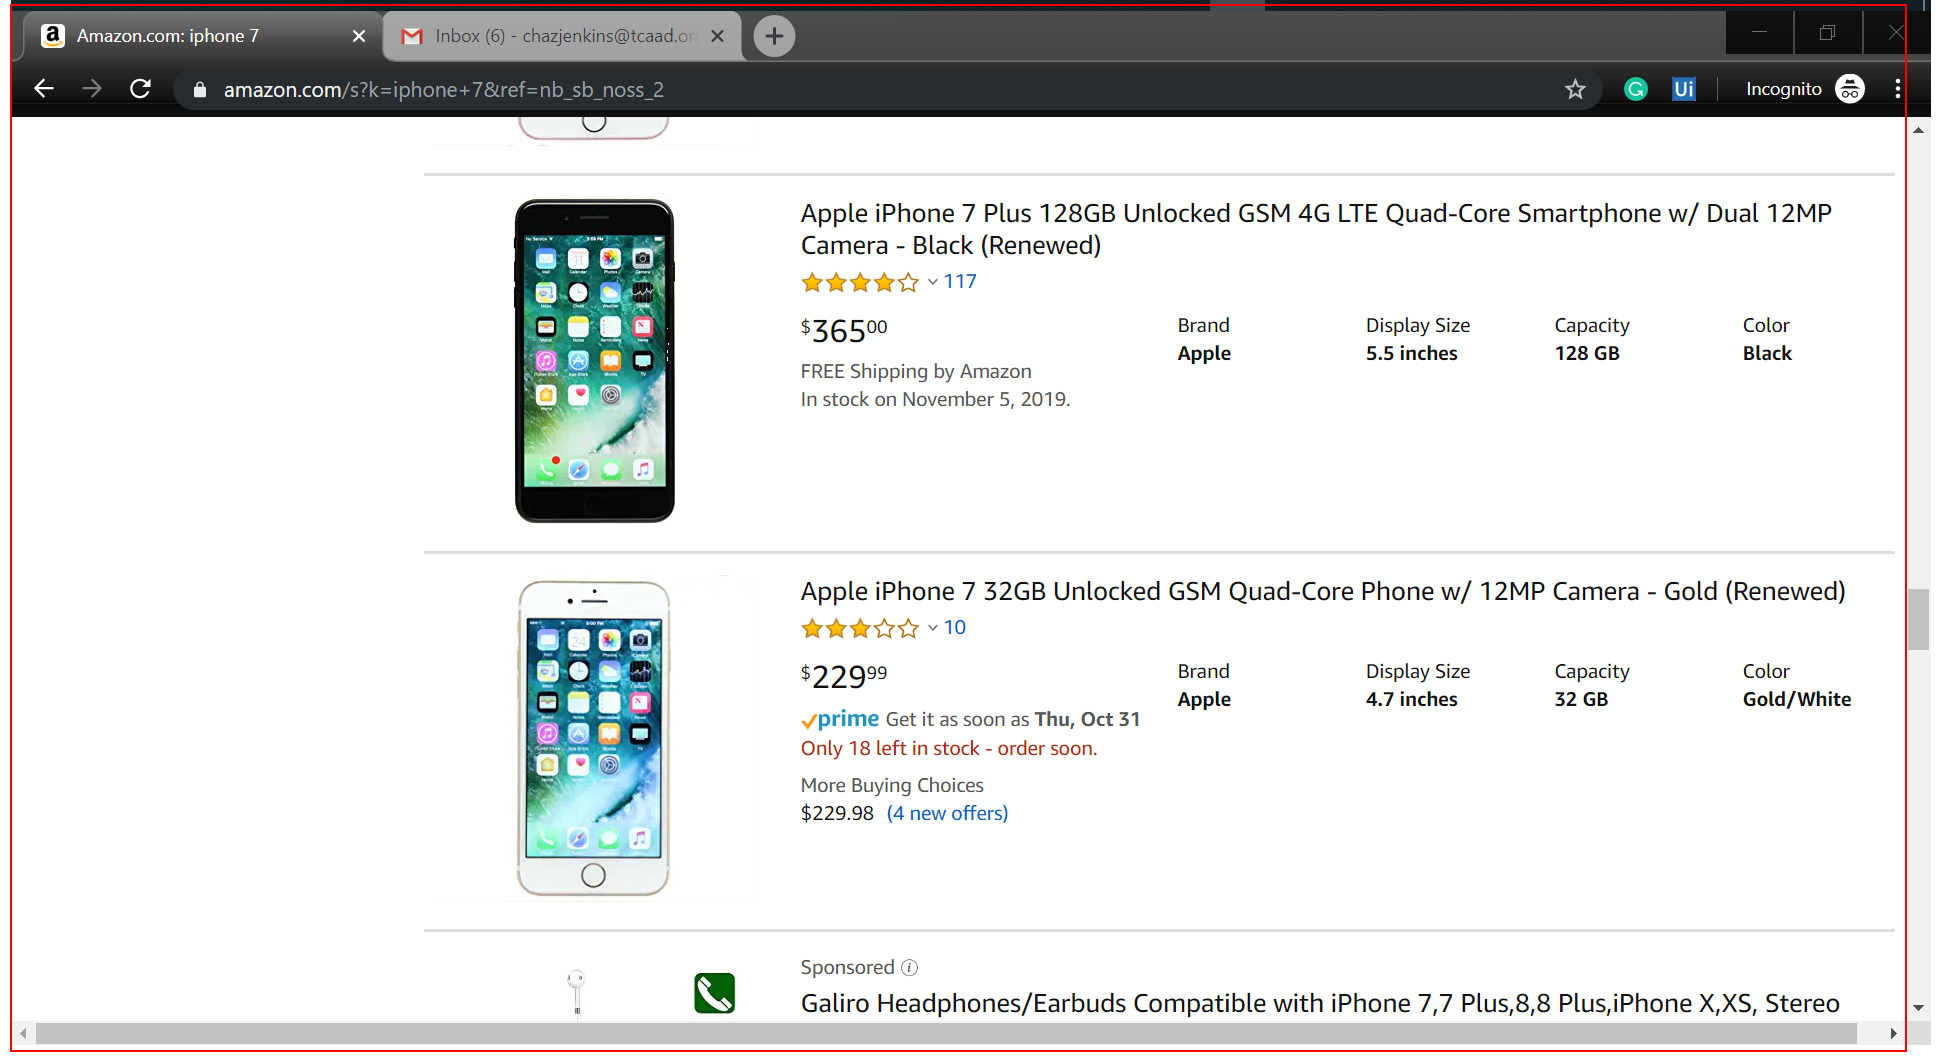 Amazon.com: iphone 7
Inbox (6) - chazjenkins@tcaad.or
amazon.com/s?k=iphone+7&ref=nb_sb_noss_2
Ui
Incognito
Apple iPhone 7 Plus 128GB Unlocked GSM 4G LTE Quad-Core Smartphone w/ Dual 12MP
Camera - Black (Renewed)
117
$36500
Brand
Apple
Display Size
5.5 inches
Capacity
128 GB
Color
Black
FREE Shipping by Amazon
In stock on November 5, 2019.
Apple iPhone 7 32GB Unlocked GSM Quad-Core Phone w/ 12MP Camera - Gold (Renewed)
10
$22999
Brand
Apple
Display Size
4.7 inches
Capacity
32 GB
Color
Gold/White
prime Get it as soon as Thu, Oct 31
Only 18 left in stock - order soon.
More Buying Choices
$229.98 (4 new offers)
Sponsored
Galiro Headphones/Earbuds Compatible with iPhone 7,7 Plus,8,8 Plus,iPhone X,XS, Stereo